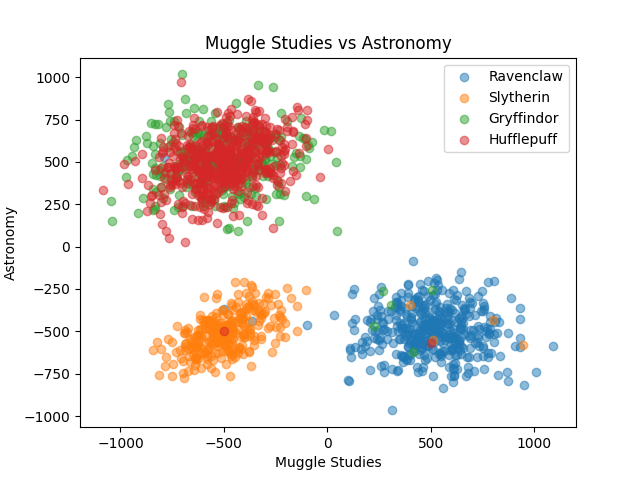 Muggle Studies vs Astronomy
Ravenclaw
Slytherin
Gryffindor
Hufflepuff
1000
750
500
250
0
−250
−500
−750
−1000
Astronomy
−1000 −500 0 500 1000
Muggle Studies